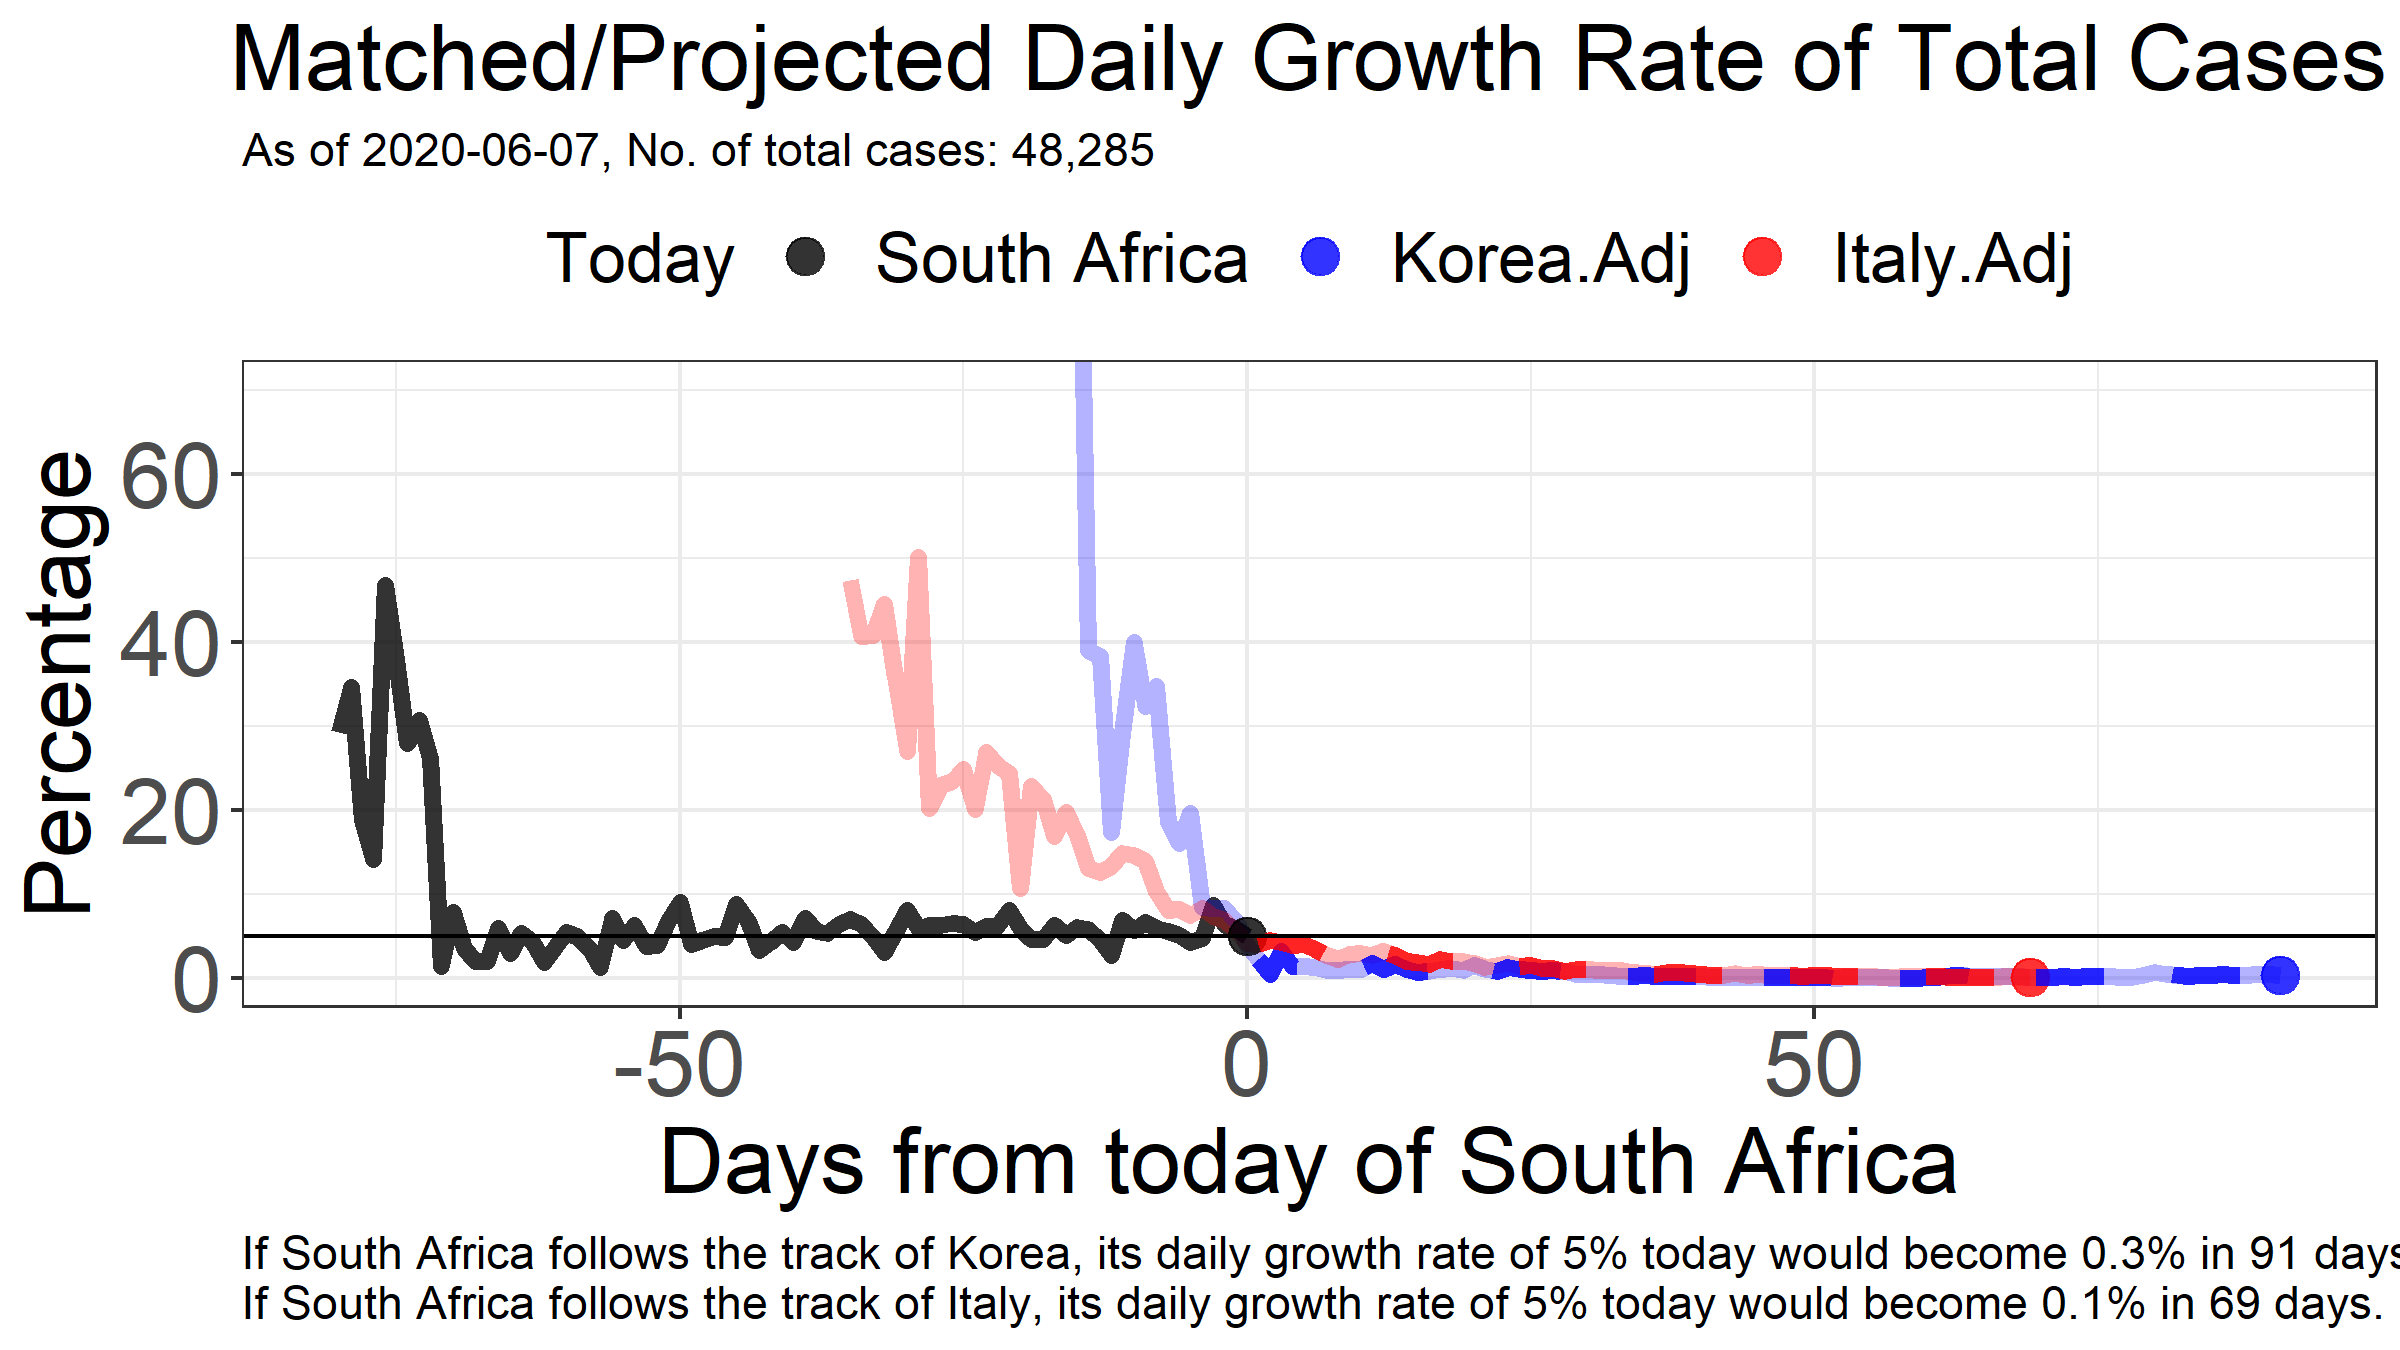 Matched/Projected Daily Growth Rate of Total Cases
As of 2020-06-07, No. of total cases: 48,285
Today South Africa Korea.Adj Italy.Adj
Percentage
60
40
20
0
-50 0 50
Days from today of South Africa
If South Africa follows the track of Korea, its daily growth rate of 5% today would become 0.3% in 91 days
If South Africa follows the track of Italy, its daily growth rate of 5% today would become 0.1% in 69 days.